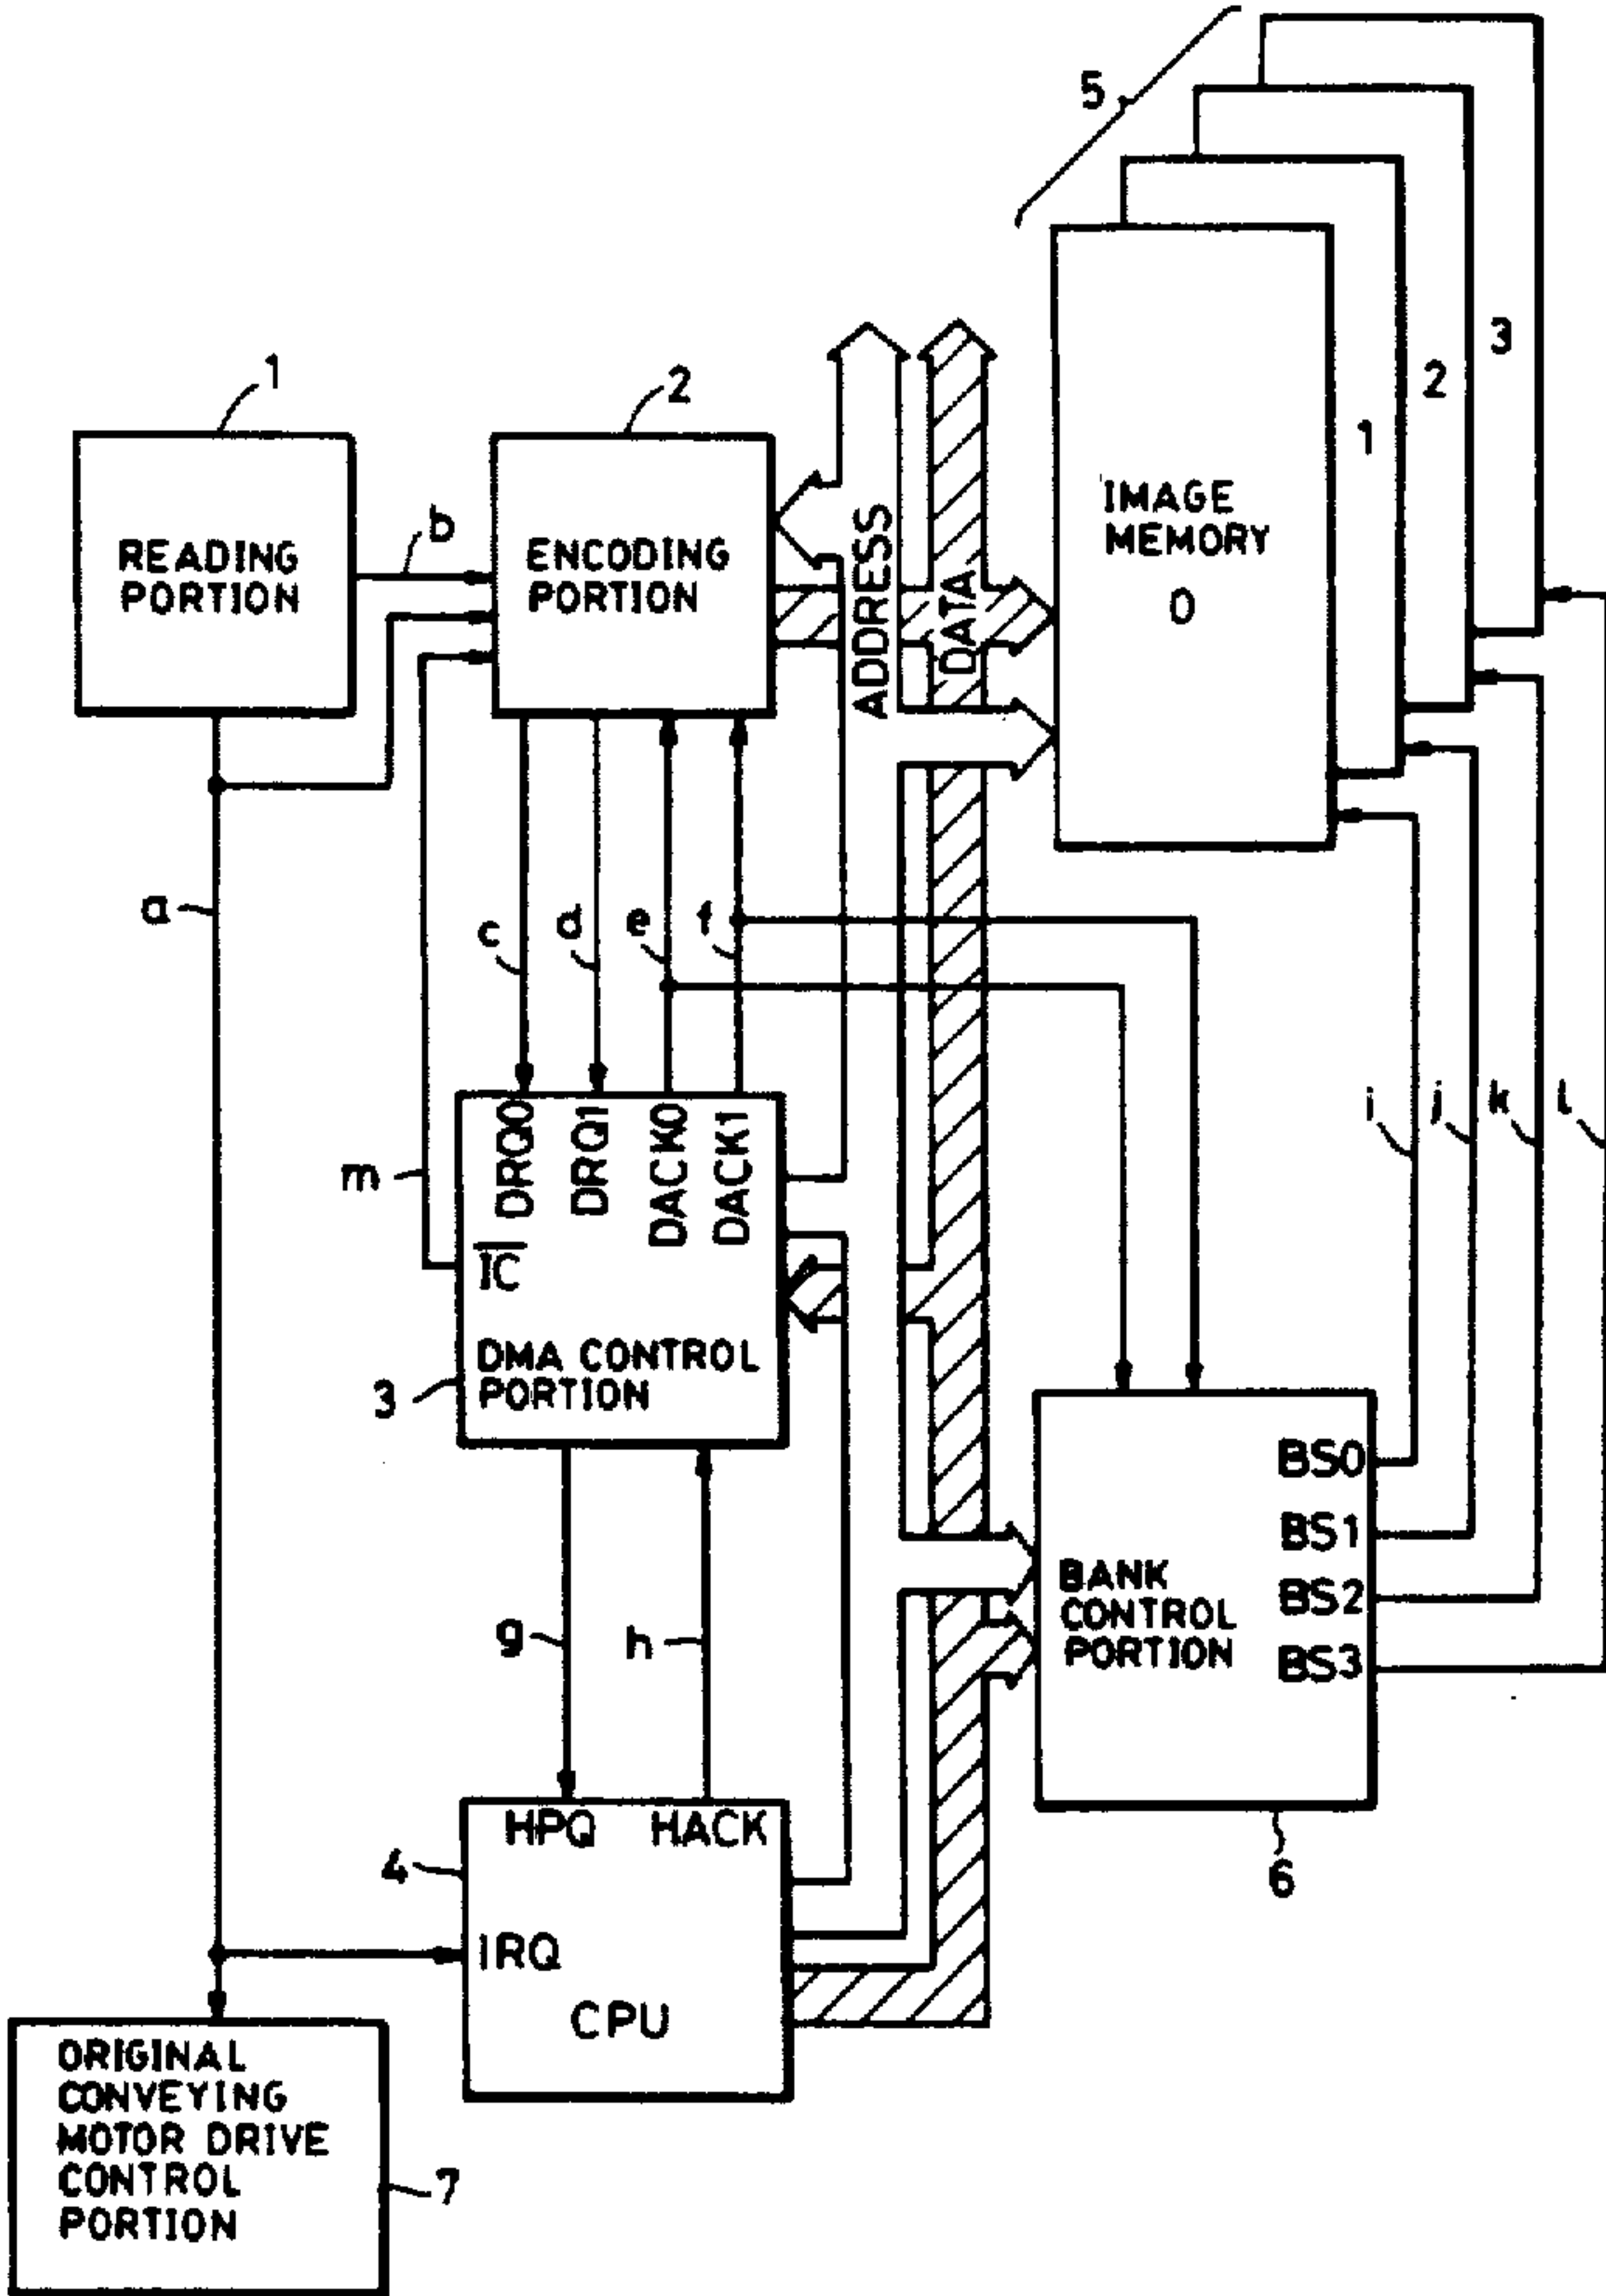 5
3
2
1
IMAGE
MEMORY
0
1
2
READING
PORTION
b
ENCODING
PORTION
ADDRESS
DATA
a
c
d
e
f
i
j
k
l
m
DRQ0
DRQ1
DACK0
DACK1
IC
DMA CONTROL
PORTION
3
BS0
BS1
BS2
BS3
BANK
CONTROL
PORTION
g
h
HPQ
HACK
4
6
IRQ
CPU
ORIGINAL
CONVEYING
MOTOR DRIVE
CONTROL
PORTION
7